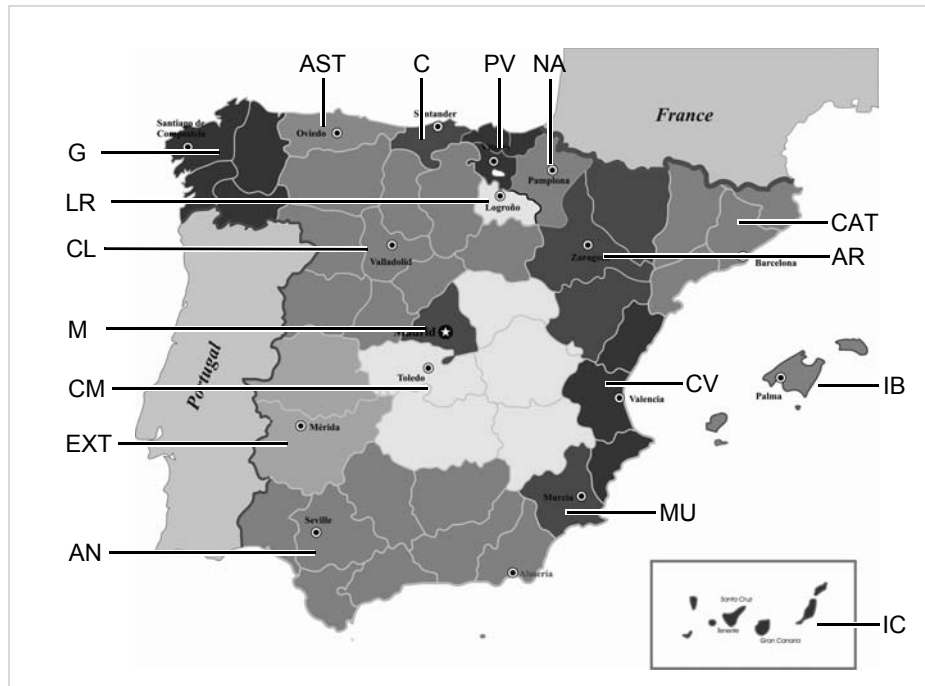 AST C PV NA
Santander
France
Santiago de
Compostela
Oviedo
G
Pamplona
LR
Logroño
CAT
CL
Valladolid
AR
Barcelona
M
Madrid
Portugal
Toledo
CM
CV
IB
Palma
Valencia
EXT
Mérida
Murcia
MU
Seville
AN
Almería
Santa Cruz
IC
Tenerife
Gran Canaria